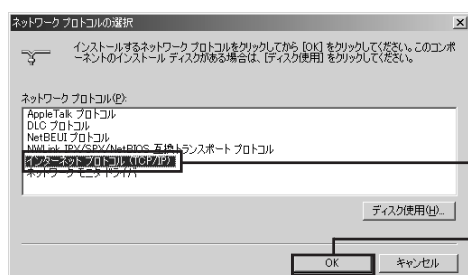 ネットワーク プロトコルの選択
インストールするネットワーク プロトコルをクリックしてから [OK] をクリックしてください。このコンポ
ーネントのインストール ディスクがある場合は、[ディスク使用] をクリックしてください。
ネットワーク プロトコル(P):
AppleTalk プロトコル
DLC プロトコル
NetBEUI プロトコル
NWLink IPX/SPX/NetBIOS 互換トランスポート プロトコル
インターネット プロトコル (TCP/IP)
ネットワーク モニタ ドライバ
ディスク使用(H)...
OK
キャンセル